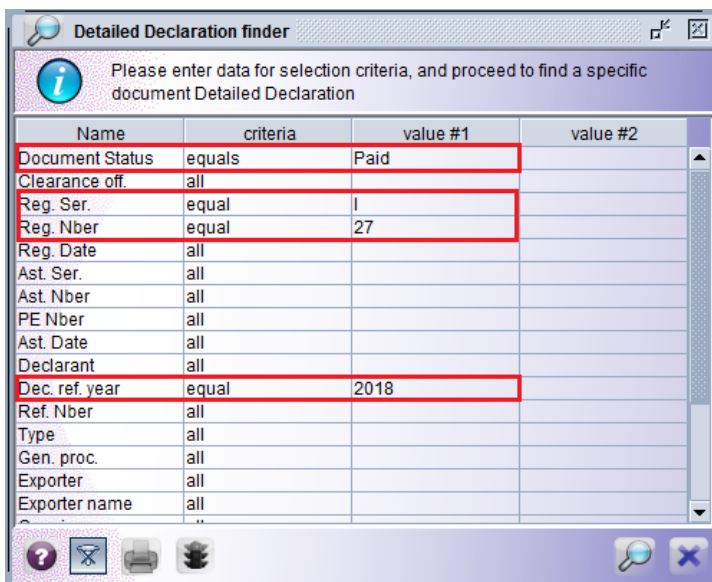 Detailed Declaration finder
Please enter data for selection criteria, and proceed to find a specific
document Detailed Declaration
Name criteria value #1 value #2
Document Status equals Paid
Clearance off. all
Reg. Ser. equal I
Reg. Nber equal 27
Reg. Date all
Ast. Ser. all
Ast. Nber all
PE Nber all
Ast. Date all
Declarant all
Dec. ref. year equal 2018
Ref. Nber all
Type all
Gen. proc. all
Exporter all
Exporter name all